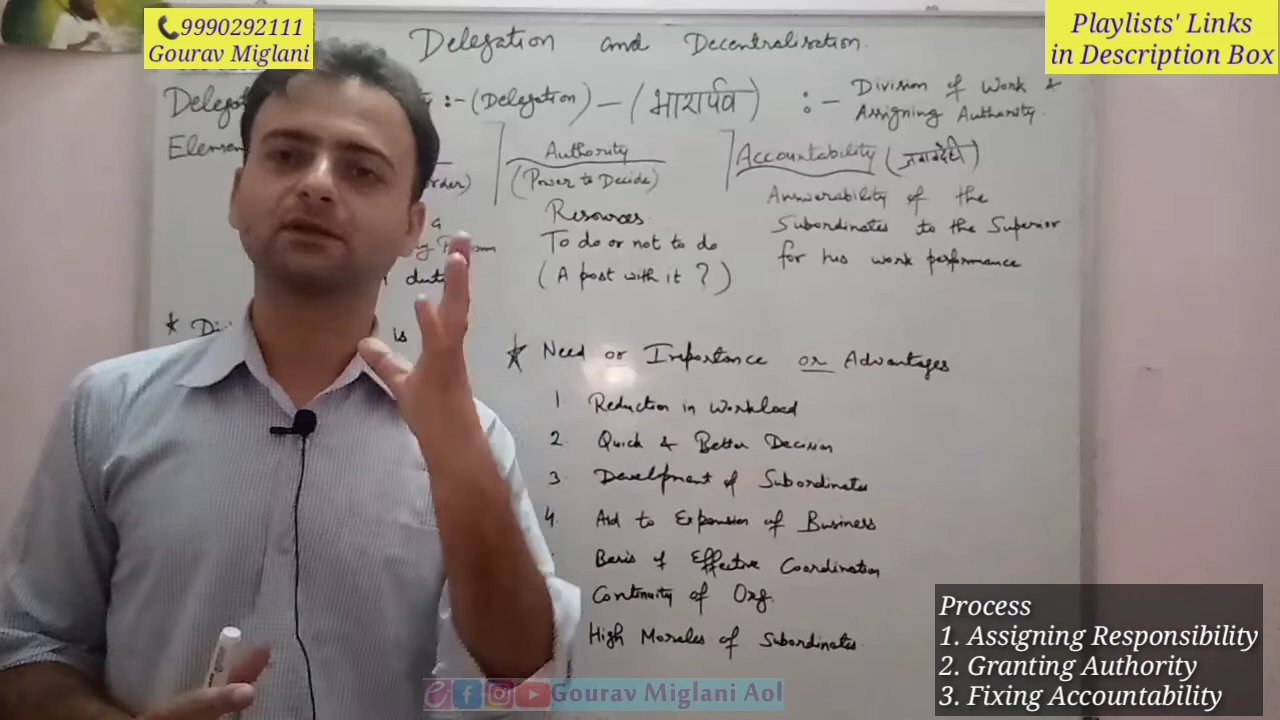 📞9990292111
Gourav Miglani
Playlists' Links
in Description Box
Delegation and Decentralisation.
:- (Delegation) - (भारार्पण) :- Division of Work &
Assigning Authority.
Authority
(Power to Decide)
Resources
To do or not to do
(A post with it ?)
Accountability (जवाबदेही)
Answerability of the
Subordinates to the Superior
for his work performance
is
* Need or Importance or Advantages
1 Reduction in Workload
2. Quick & Better Decision
3. Development of Subordinates
4. Aid to Expansion of Business
Basis of Effective Coordination
Continuity of Org.
High Morales of Subordinates
Process
1. Assigning Responsibility
2. Granting Authority
3. Fixing Accountability
Gourav Miglani Aol